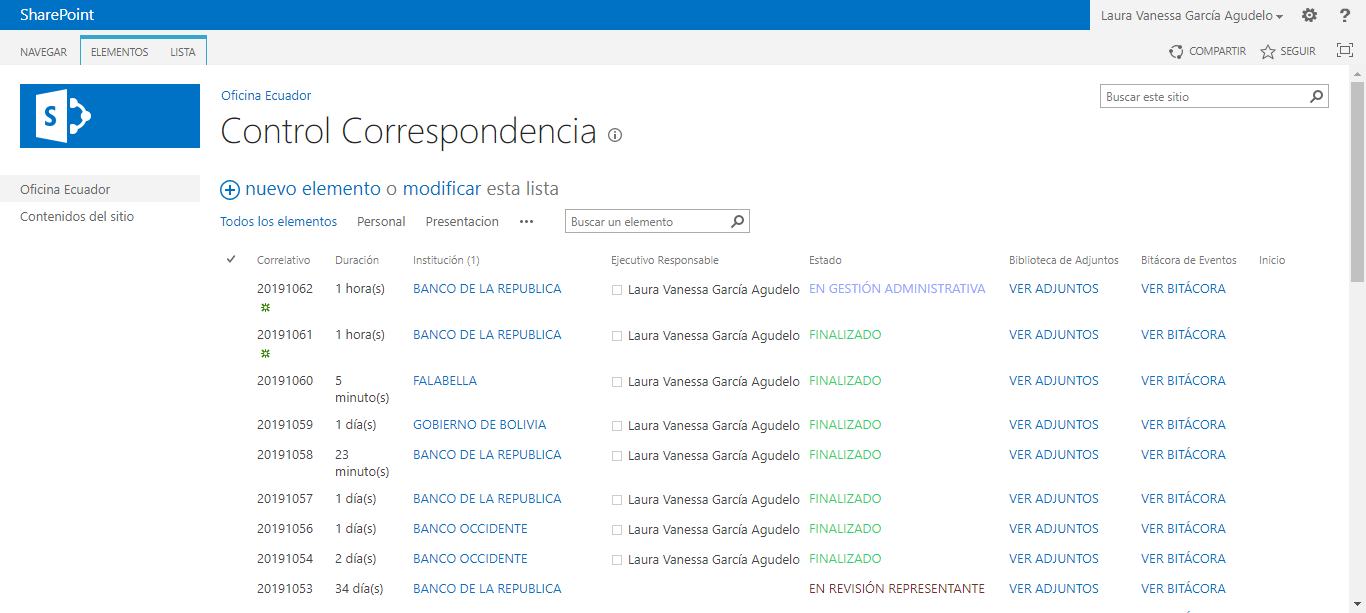 SharePoint
Laura Vanessa García Agudelo
NAVEGAR ELEMENTOS LISTA
COMPARTIR SEGUIR
S
Oficina Ecuador
Control Correspondencia
Buscar este sitio
Oficina Ecuador
Contenidos del sitio
nuevo elemento o modificar esta lista
Todos los elementos Personal Presentacion ••• Buscar un elemento
Correlativo Duración Institución (1) Ejecutivo Responsable Estado Biblioteca de Adjuntos Bitácora de Eventos Inicio
20191062 1 hora(s) BANCO DE LA REPUBLICA Laura Vanessa García Agudelo EN GESTIÓN ADMINISTRATIVA VER ADJUNTOS VER BITÁCORA
20191061 1 hora(s) BANCO DE LA REPUBLICA Laura Vanessa García Agudelo FINALIZADO VER ADJUNTOS VER BITÁCORA
20191060 5 minuto(s) FALABELLA Laura Vanessa García Agudelo FINALIZADO VER ADJUNTOS VER BITÁCORA
20191059 1 día(s) GOBIERNO DE BOLIVIA Laura Vanessa García Agudelo FINALIZADO VER ADJUNTOS VER BITÁCORA
20191058 23 minuto(s) BANCO DE LA REPUBLICA Laura Vanessa García Agudelo FINALIZADO VER ADJUNTOS VER BITÁCORA
20191057 1 día(s) BANCO DE LA REPUBLICA Laura Vanessa García Agudelo FINALIZADO VER ADJUNTOS VER BITÁCORA
20191056 1 día(s) BANCO OCCIDENTE Laura Vanessa García Agudelo FINALIZADO VER ADJUNTOS VER BITÁCORA
20191054 2 día(s) BANCO OCCIDENTE Laura Vanessa García Agudelo FINALIZADO VER ADJUNTOS VER BITÁCORA
20191053 34 día(s) BANCO DE LA REPUBLICA EN REVISIÓN REPRESENTANTE VER ADJUNTOS VER BITÁCORA